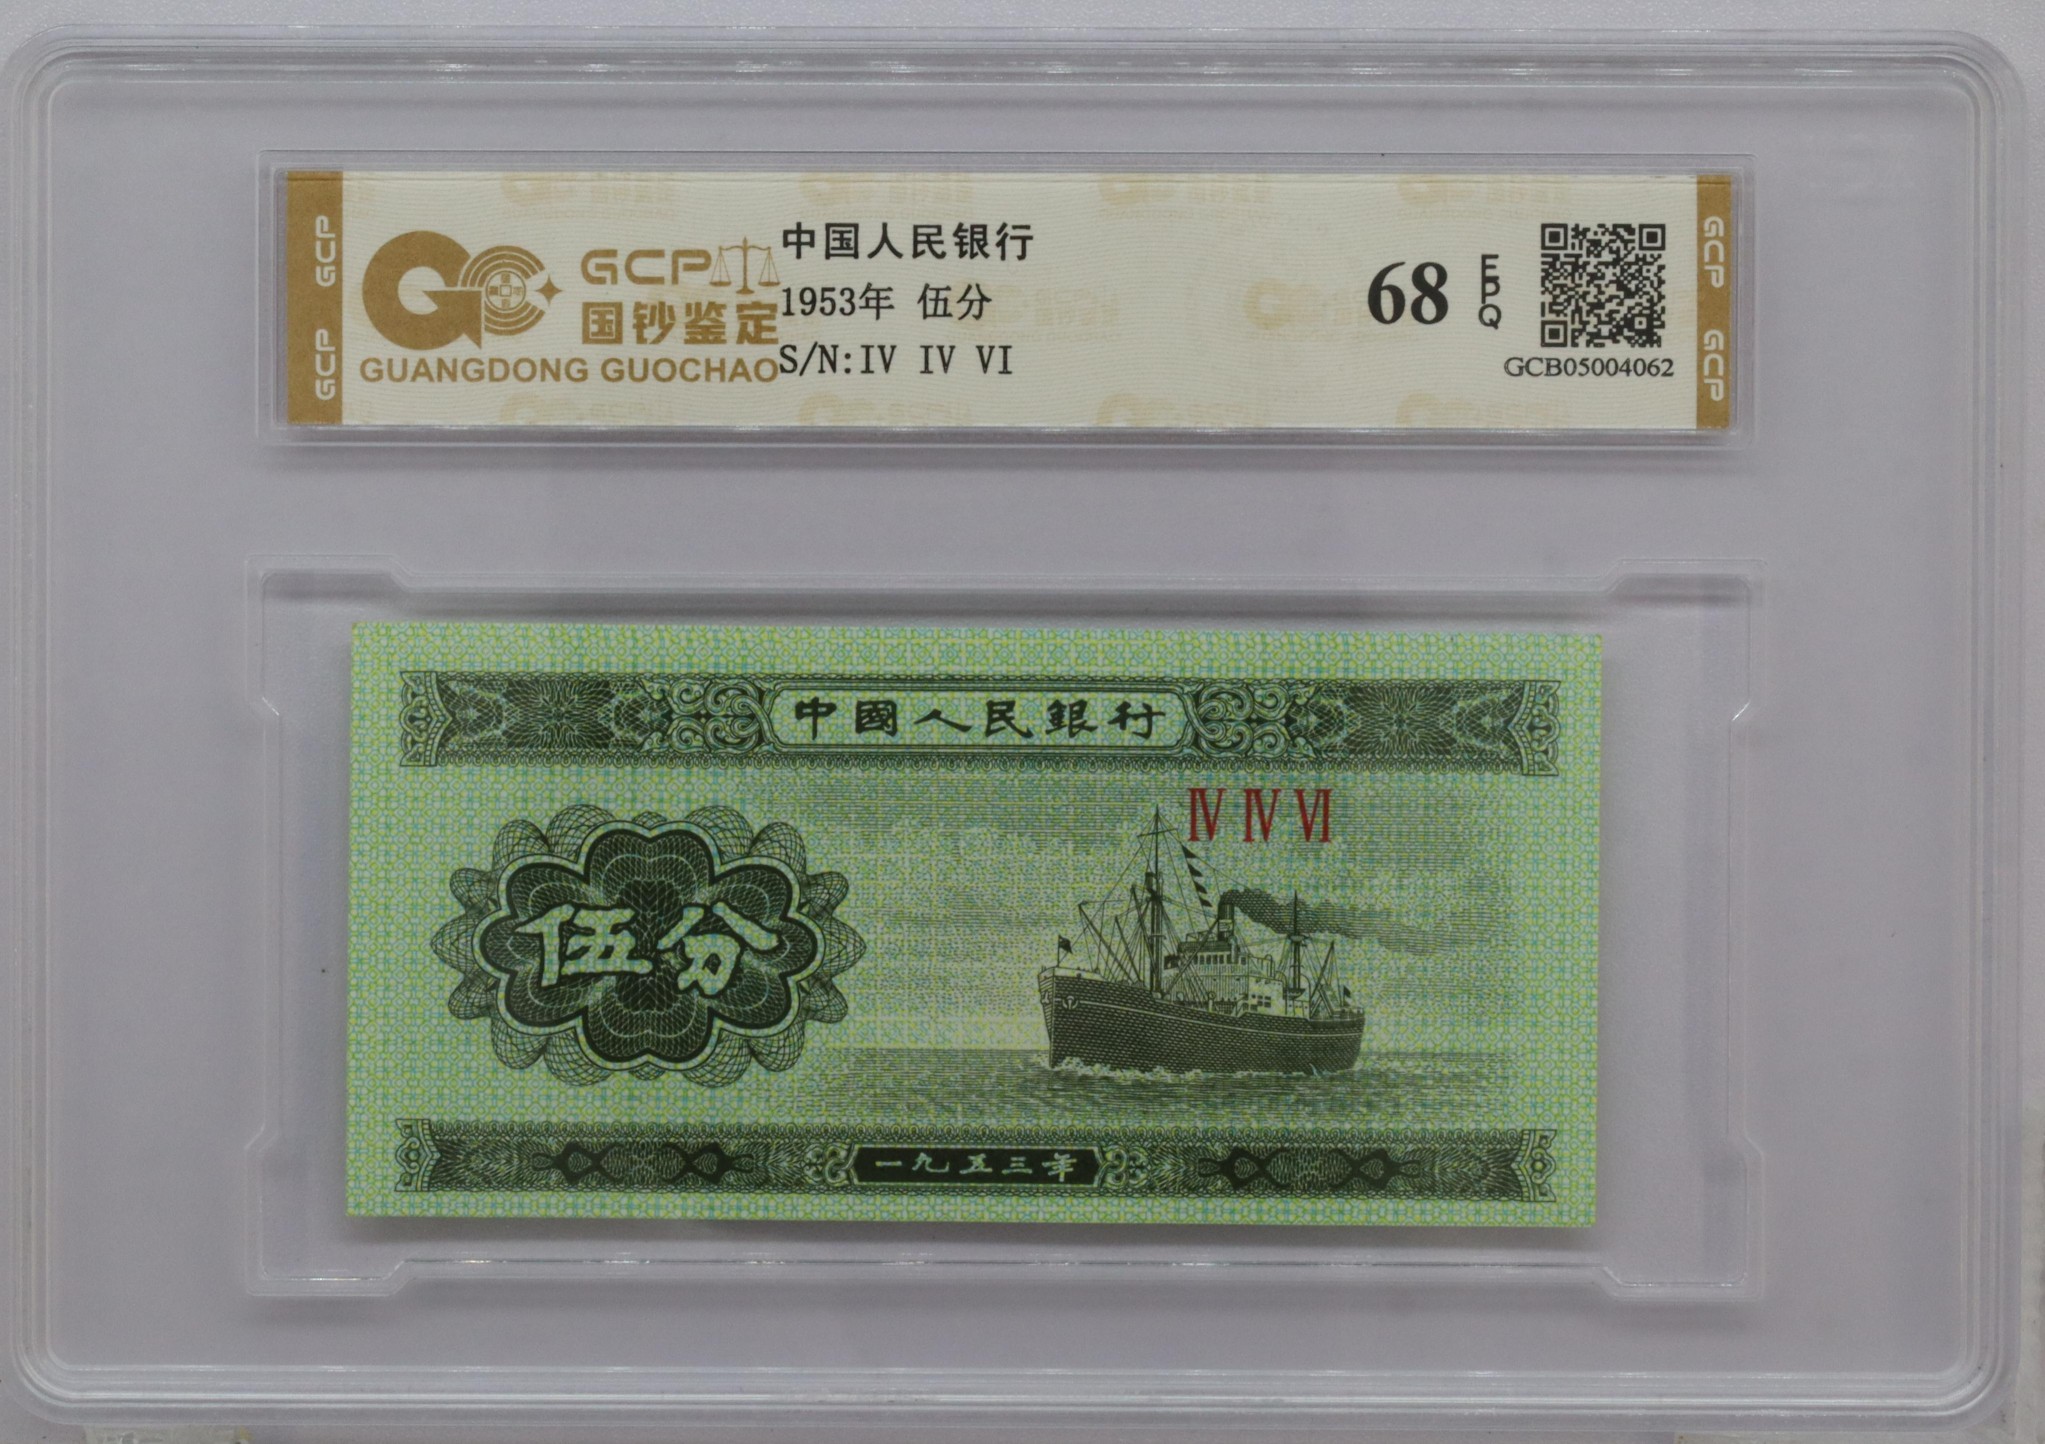 GCP GCP
GCP
国钞鉴定
GUANGDONG GUOCHAO
中国人民银行
1953年 伍分
S/N:IV IV VI
68 EPQ
GCB05004062
GCP GCP
中國人民銀行
IV IV VI
伍分
一九五三年